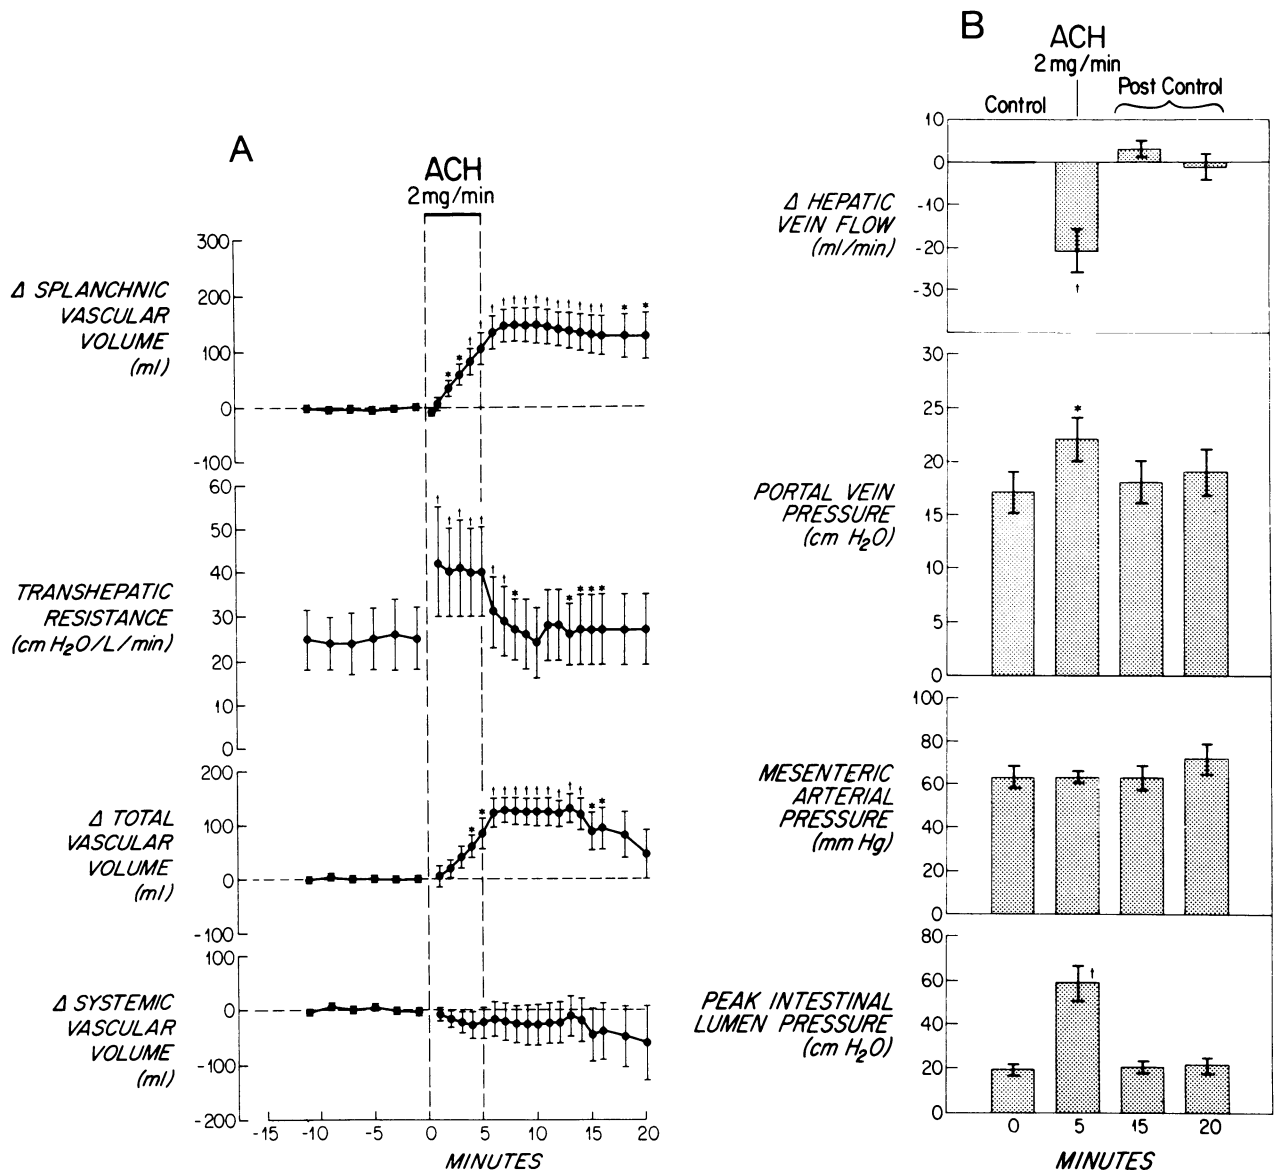 A
ACH
2mg/min
Δ SPLANCHNIC
VASCULAR
VOLUME
(ml)
300
200
100
0
-100
TRANSHEPATIC
RESISTANCE
(cm H₂O/L/min)
60
50
40
30
20
10
0
Δ TOTAL
VASCULAR
VOLUME
(ml)
200
100
0
-100
Δ SYSTEMIC
VASCULAR
VOLUME
(ml)
100
0
-100
-200
-15 -10 -5 0 5 10 15 20
MINUTES
B
ACH
2 mg/min
Control
Post Control
Δ HEPATIC
VEIN FLOW
(ml/min)
10
0
-10
-20
-30
PORTAL VEIN
PRESSURE
(cm H₂O)
30
25
20
15
10
5
0
MESENTERIC
ARTERIAL
PRESSURE
(mm Hg)
100
80
60
40
20
0
PEAK INTESTINAL
LUMEN PRESSURE
(cm H₂O)
80
60
40
20
0
0 5 15 20
MINUTES